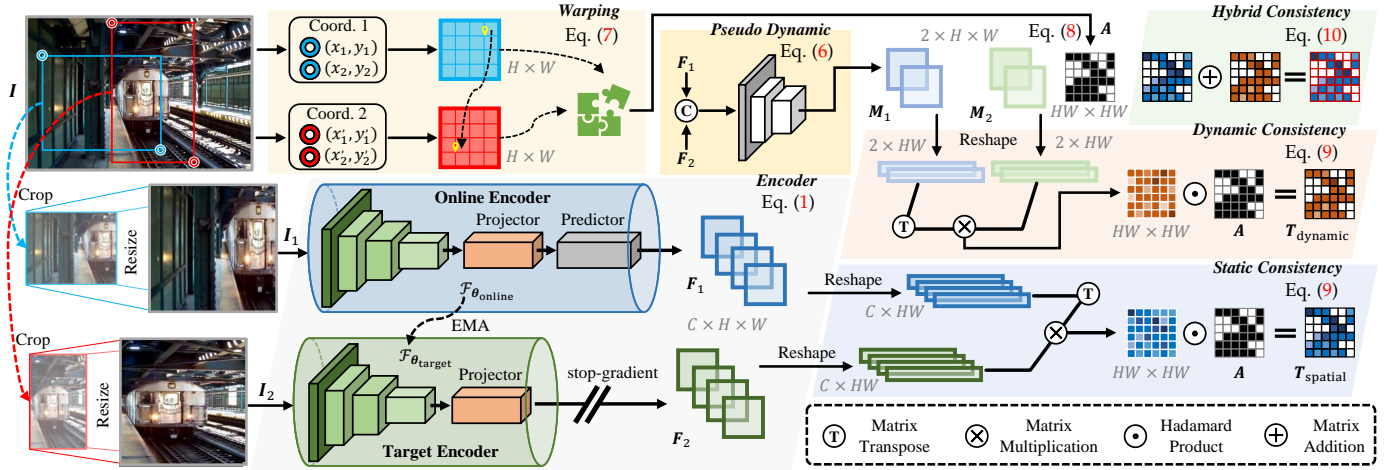 I
Coord. 1
(x₁, y₁)
(x₂, y₂)
Coord. 2
(x′₁, y′₁)
(x′₂, y′₂)
H × W
H × W
Warping
Eq. (7)
Pseudo Dynamic
Eq. (6)
F₁
C
F₂
2 × H × W
M₁
M₂
Eq. (8)
A
HW × HW
Hybrid Consistency
Eq. (10)
2 × HW
Reshape
2 × HW
T
Dynamic Consistency
Eq. (9)
HW × HW
A
T_dynamic
Crop
Resize
I₁
Crop
Resize
I₂
Encoder
Eq. (1)
Online Encoder
Projector
Predictor
ℱ_θonline
EMA
ℱ_θtarget
Projector
Target Encoder
stop-gradient
F₁
C × H × W
F₂
Reshape
C × HW
Reshape
C × HW
T
Static Consistency
Eq. (9)
HW × HW
A
T_spatial
T
Matrix
Transpose
Matrix
Multiplication
Hadamard
Product
Matrix
Addition